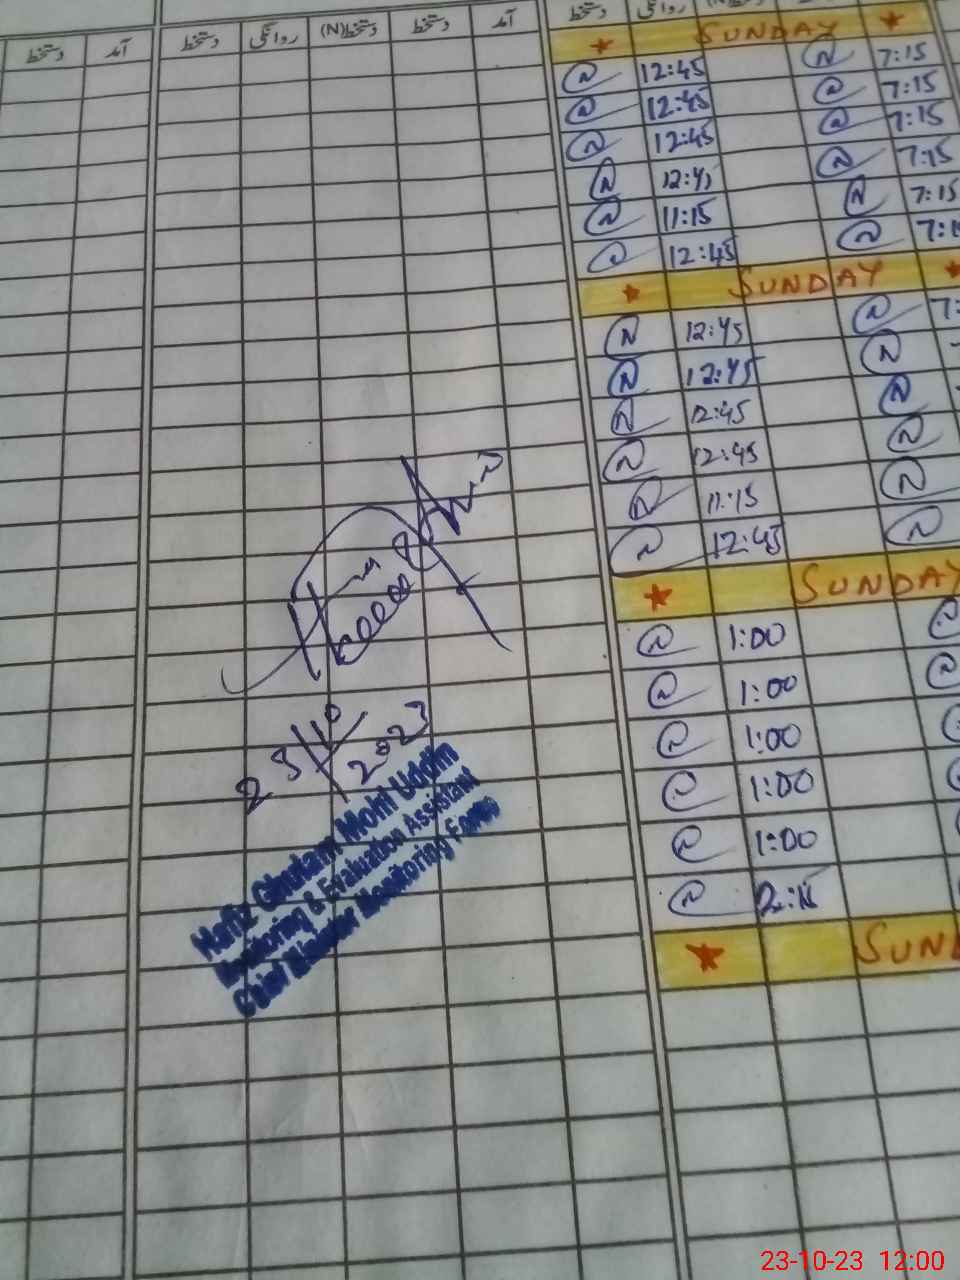 دستخط آمد دستخط روانگی دستخط(N) دستخط آمد دستخط روانگی
★ SUNDAY ★
12:45 7:15
12:45 7:15
12:45 7:15
12:45 7:15
11:15 7:15
12:45
★ SUNDAY ★
12:45
12:45
12:45
12:45
11:15
12:45
★ SUNDAY
1:00
1:00
1:00
1:00
1:00
2:15
★ SUN
23/10/2023
Hafiz Ghulam Mohi Uddin
Monitoring & Evaluation Assistant
Chief Minister Monitoring Force
23-10-23 12:00